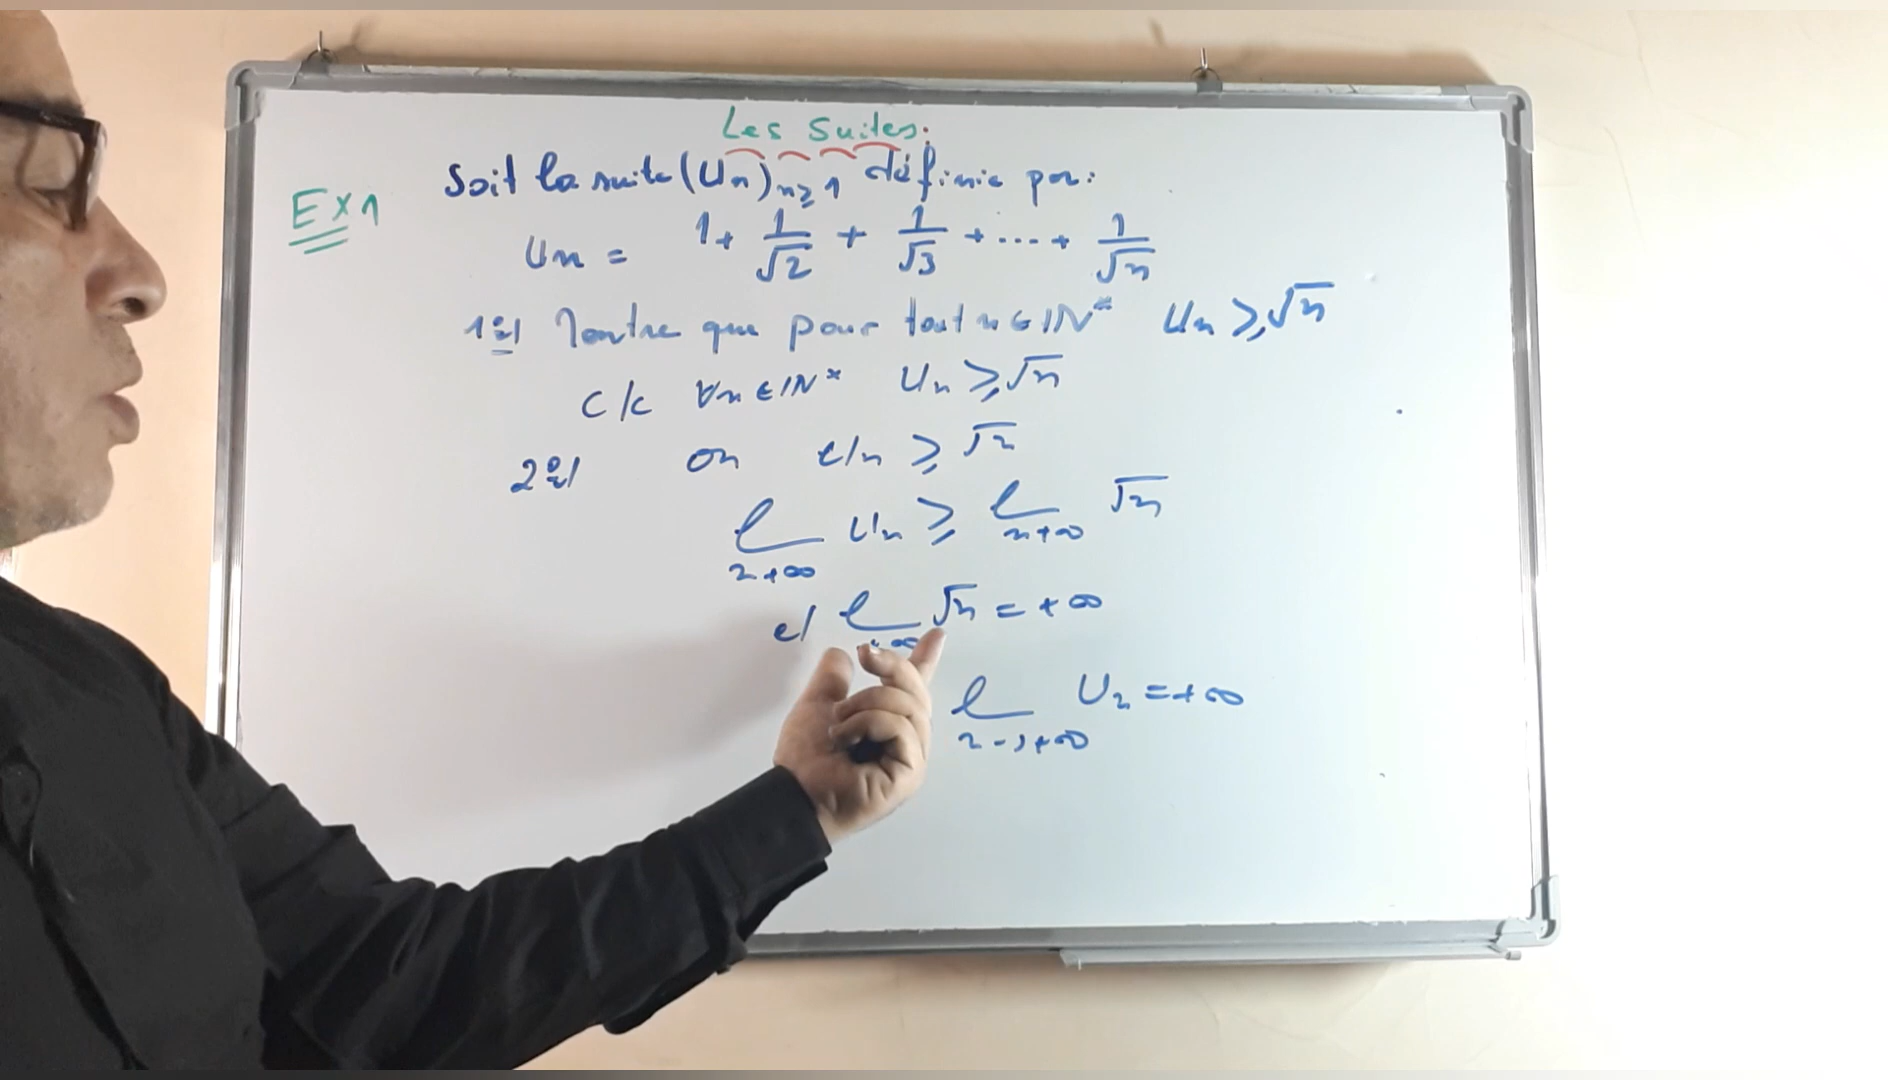 Les Suites.
Ex1
Soit la suite (Un)n≥1 définie par:
Un = 1 + 1/√2 + 1/√3 + .... + 1/√n
1°/ Montre que pour tout n ∈ IN* Un ≥ √n
C/c ∀n ∈ IN* Un ≥ √n
2°/ on Un ≥ √n
Un ≥ √n
n+∞ n+∞
e/ √n = +∞
+∞
Un = +∞
n→+∞